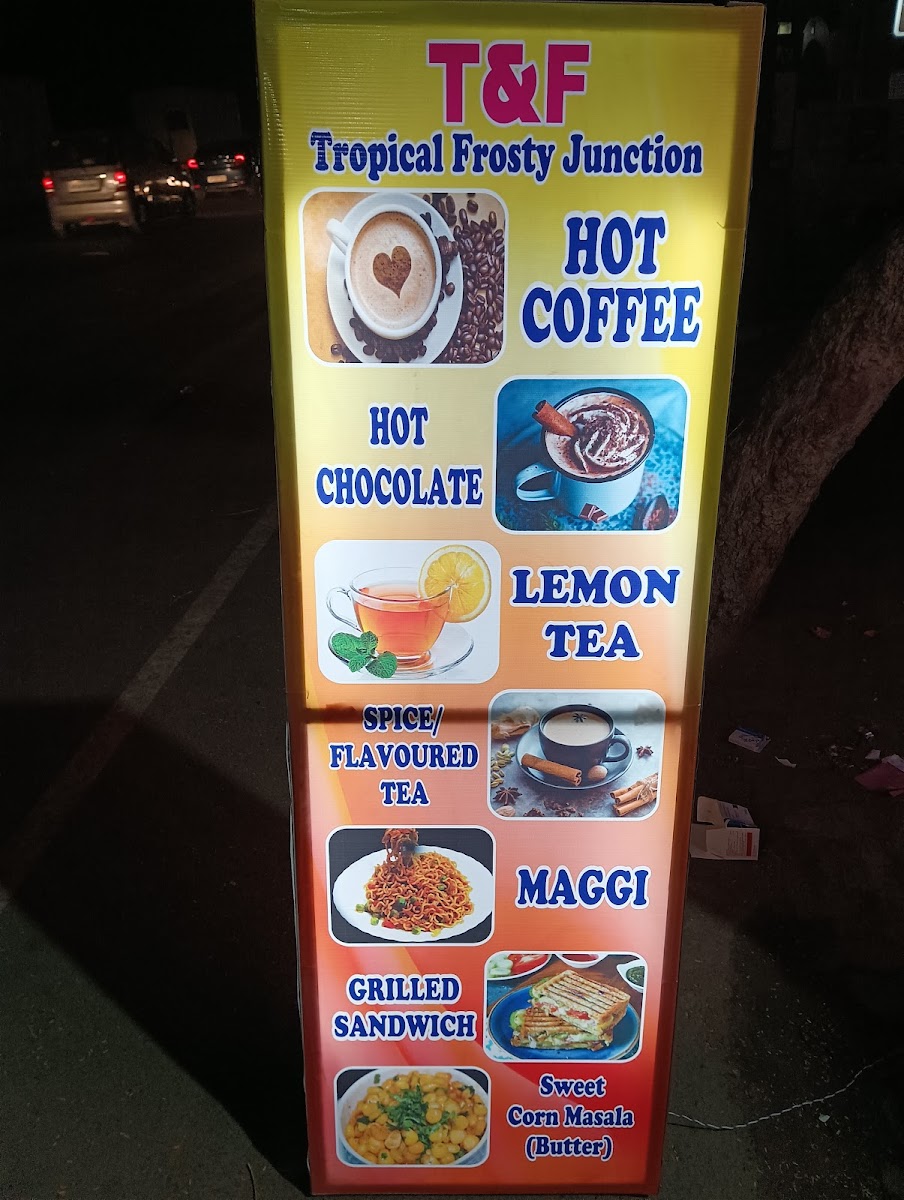 T&F
Tropical Frosty Junction
HOT
COFFEE
HOT
CHOCOLATE
LEMON
TEA
SPICE/
FLAVOURED
TEA
MAGGI
GRILLED
SANDWICH
Sweet
Corn Masala
(Butter)